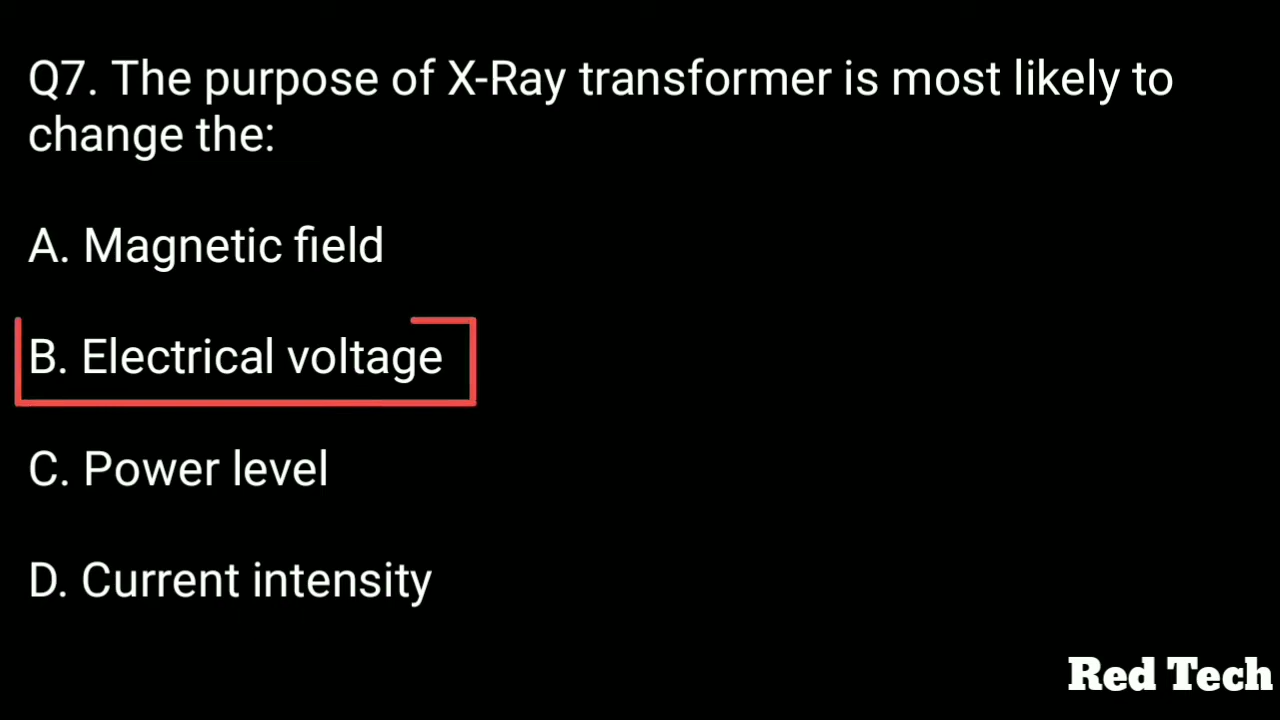 Q7. The purpose of X-Ray transformer is most likely to
change the:
A. Magnetic field
B. Electrical voltage
C. Power level
D. Current intensity
Red Tech